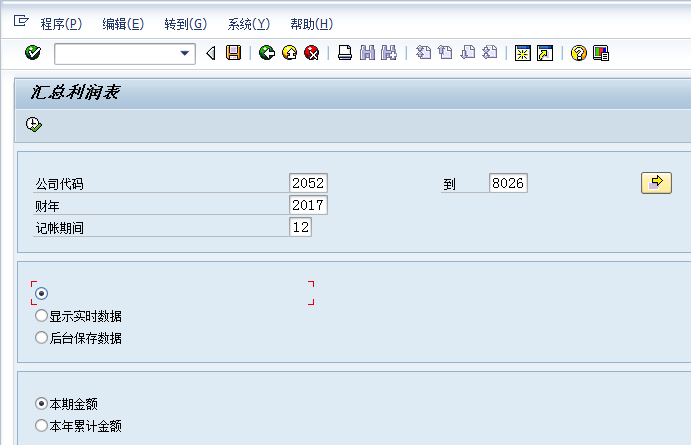 程序(P) 编辑(E) 转到(G) 系统(Y) 帮助(H)
汇总利润表
公司代码 2052 到 8026
财年 2017
记帐期间 12
显示实时数据
后台保存数据
本期金额
本年累计金额